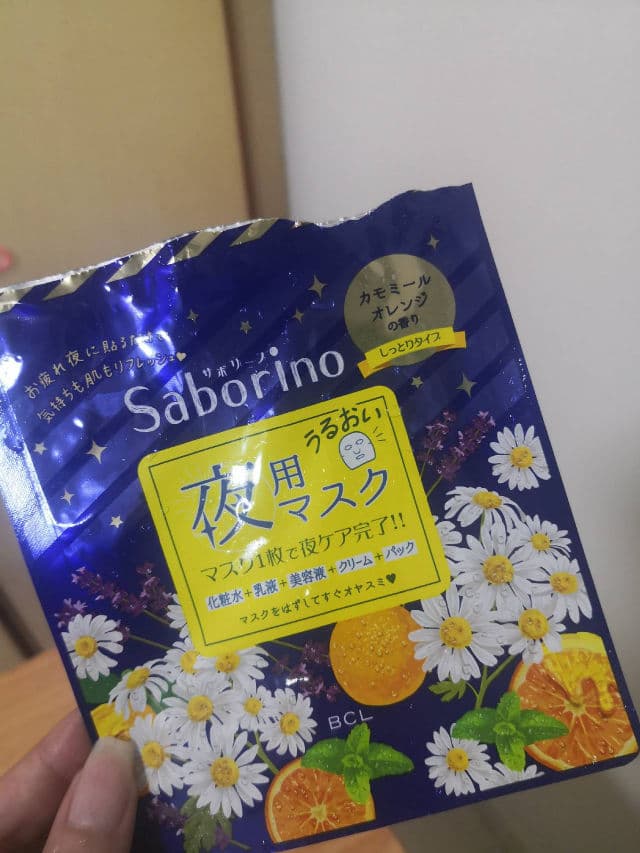 カモミール
オレンジ
の香り
しっとりタイプ
お疲れ夜に貼るだけ
気持ちも肌もリフレッシュ♥
サボリーノ
Saborino
うるおい
夜用
マスク
マスク1枚で夜ケア完了!!
化粧水+乳液+美容液+クリーム+パック
マスクをはずしてすぐオヤスミ♥
BCL